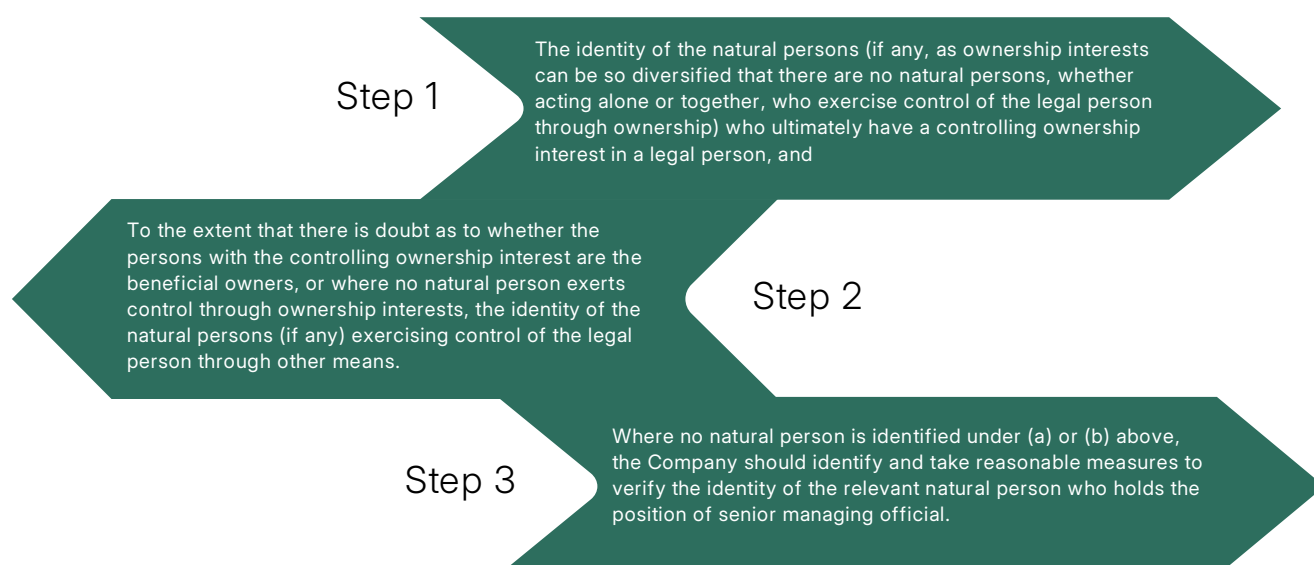 Step 1
The identity of the natural persons (if any, as ownership interests
can be so diversified that there are no natural persons, whether
acting alone or together, who exercise control of the legal person
through ownership) who ultimately have a controlling ownership
interest in a legal person, and
To the extent that there is doubt as to whether the
persons with the controlling ownership interest are the
beneficial owners, or where no natural person exerts
control through ownership interests, the identity of the
natural persons (if any) exercising control of the legal
person through other means.
Step 2
Step 3
Where no natural person is identified under (a) or (b) above,
the Company should identify and take reasonable measures to
verify the identity of the relevant natural person who holds the
position of senior managing official.